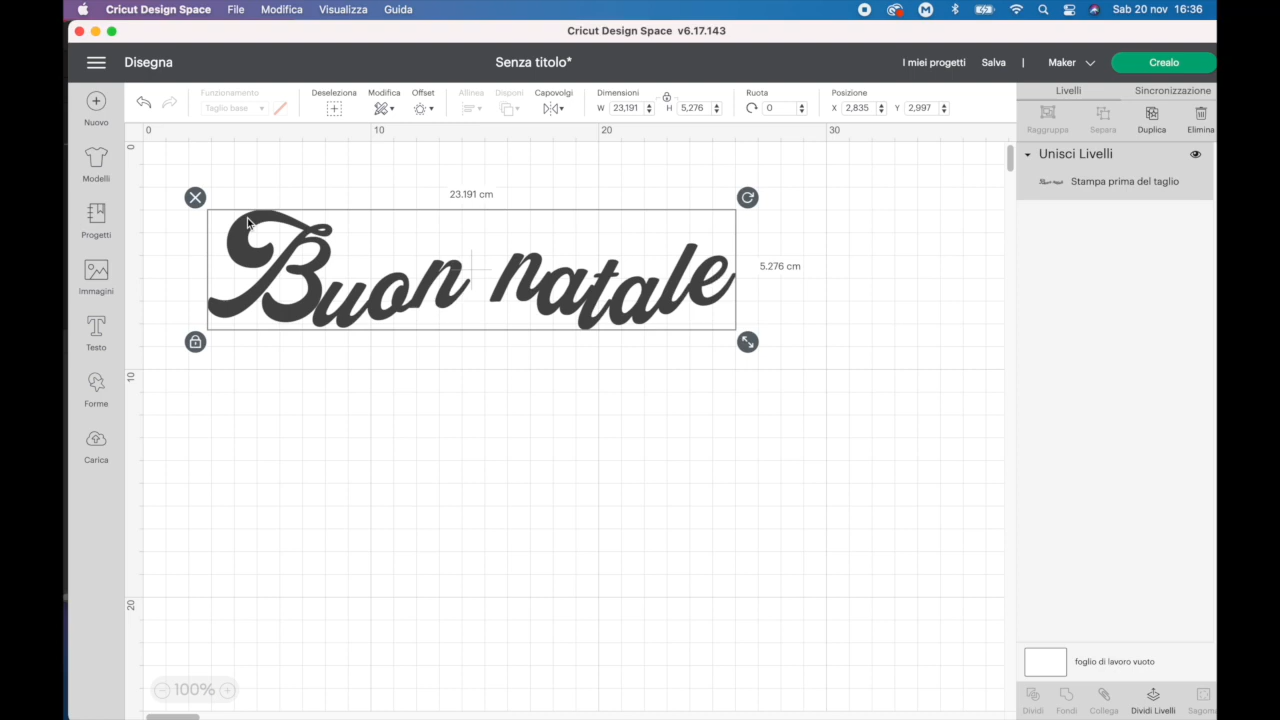 Cricut Design Space File Modifica Visualizza Guida Sab 20 nov 16:36
Cricut Design Space v6.17.143
Disegna Senza titolo* I miei progetti Salva | Maker Crealo
Nuovo
Modelli
Progetti
Immagini
Testo
Forme
Carica
Funzionamento
Taglio base
Deseleziona
Modifica
Offset
Allinea
Disponi
Capovolgi
Dimensioni
W 23,191 H 5,276
Ruota
0
Posizione
X 2,835 Y 2,997
0 10 20 30
0
10
20
23.191 cm
5.276 cm
Buon natale
100%
Livelli Sincronizzazione
Raggruppa Separa Duplica Elimina
Unisci Livelli
Stampa prima del taglio
foglio di lavoro vuoto
Dividi Fondi Collega Dividi Livelli Sagom